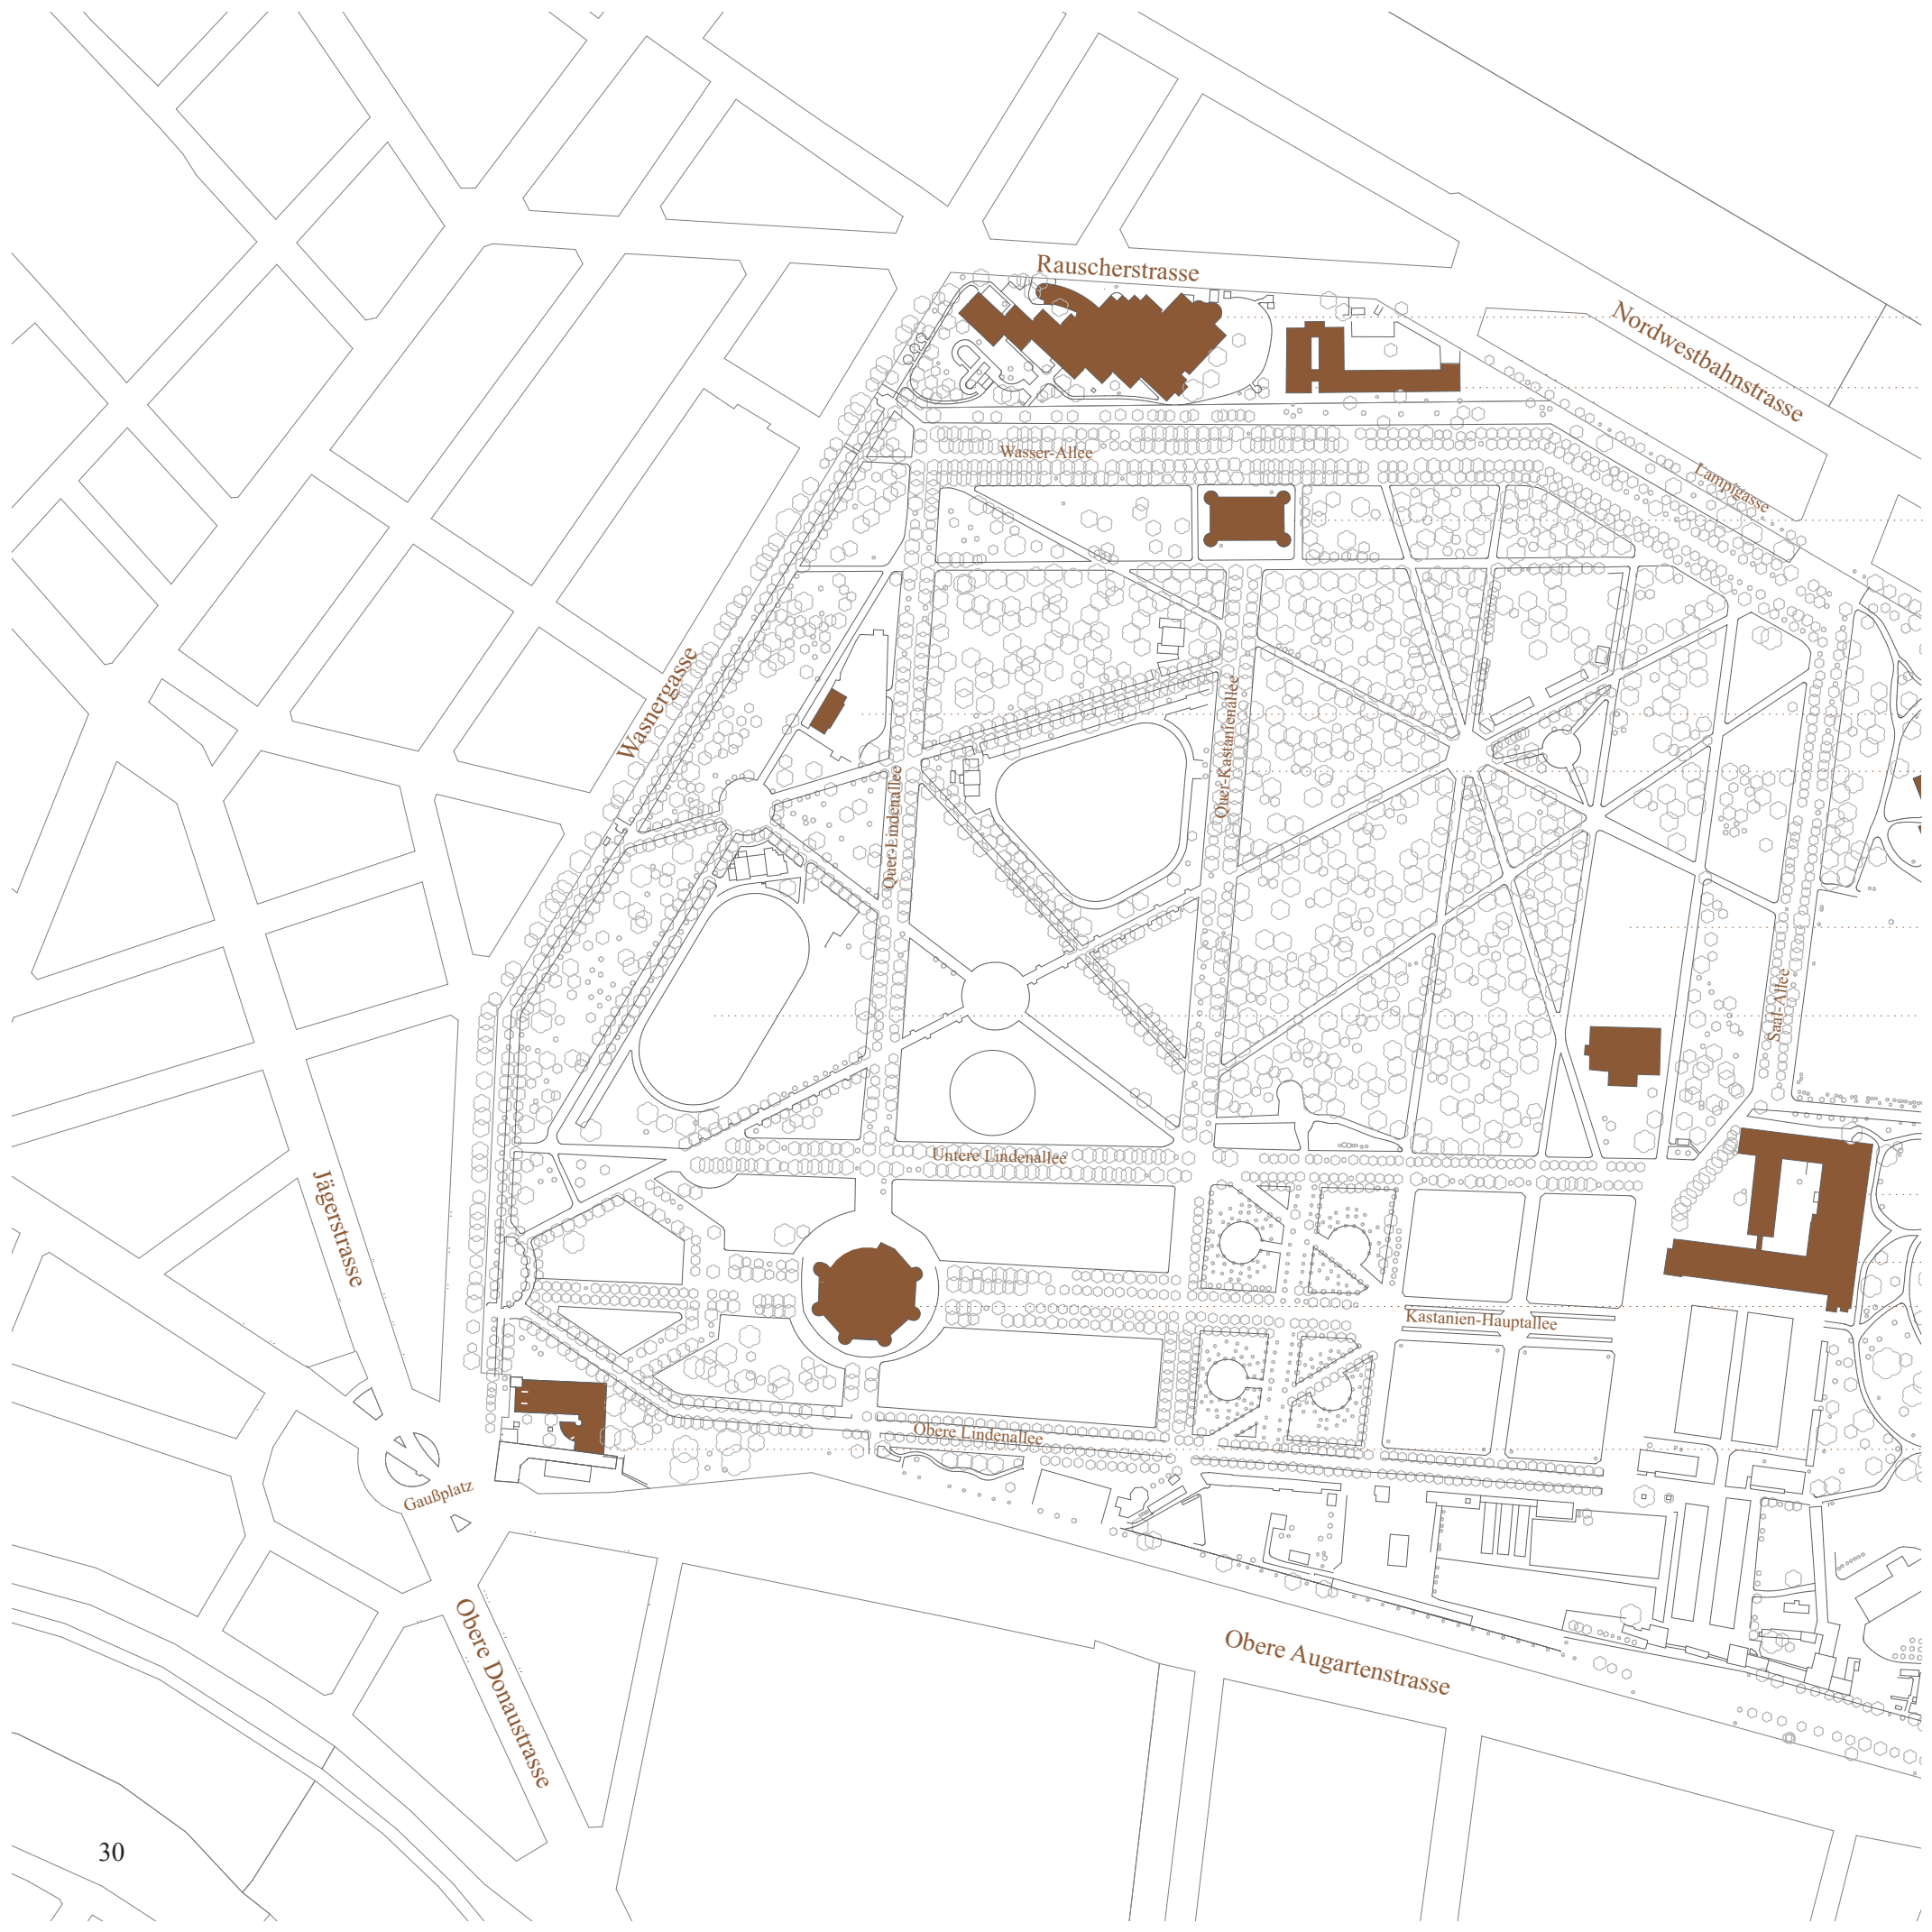 Rauscherstrasse
Nordwestbahnstrasse
Wasser-Allee
Lampigasse
Wasnergasse
Quer-Lindenallee
Quer-Kastanienallee
Saal-Allee
Untere Lindenallee
Jägerstrasse
Kastanien-Hauptallee
Obere Lindenallee
Gaußplatz
Obere Donaustrasse
Obere Augartenstrasse
30